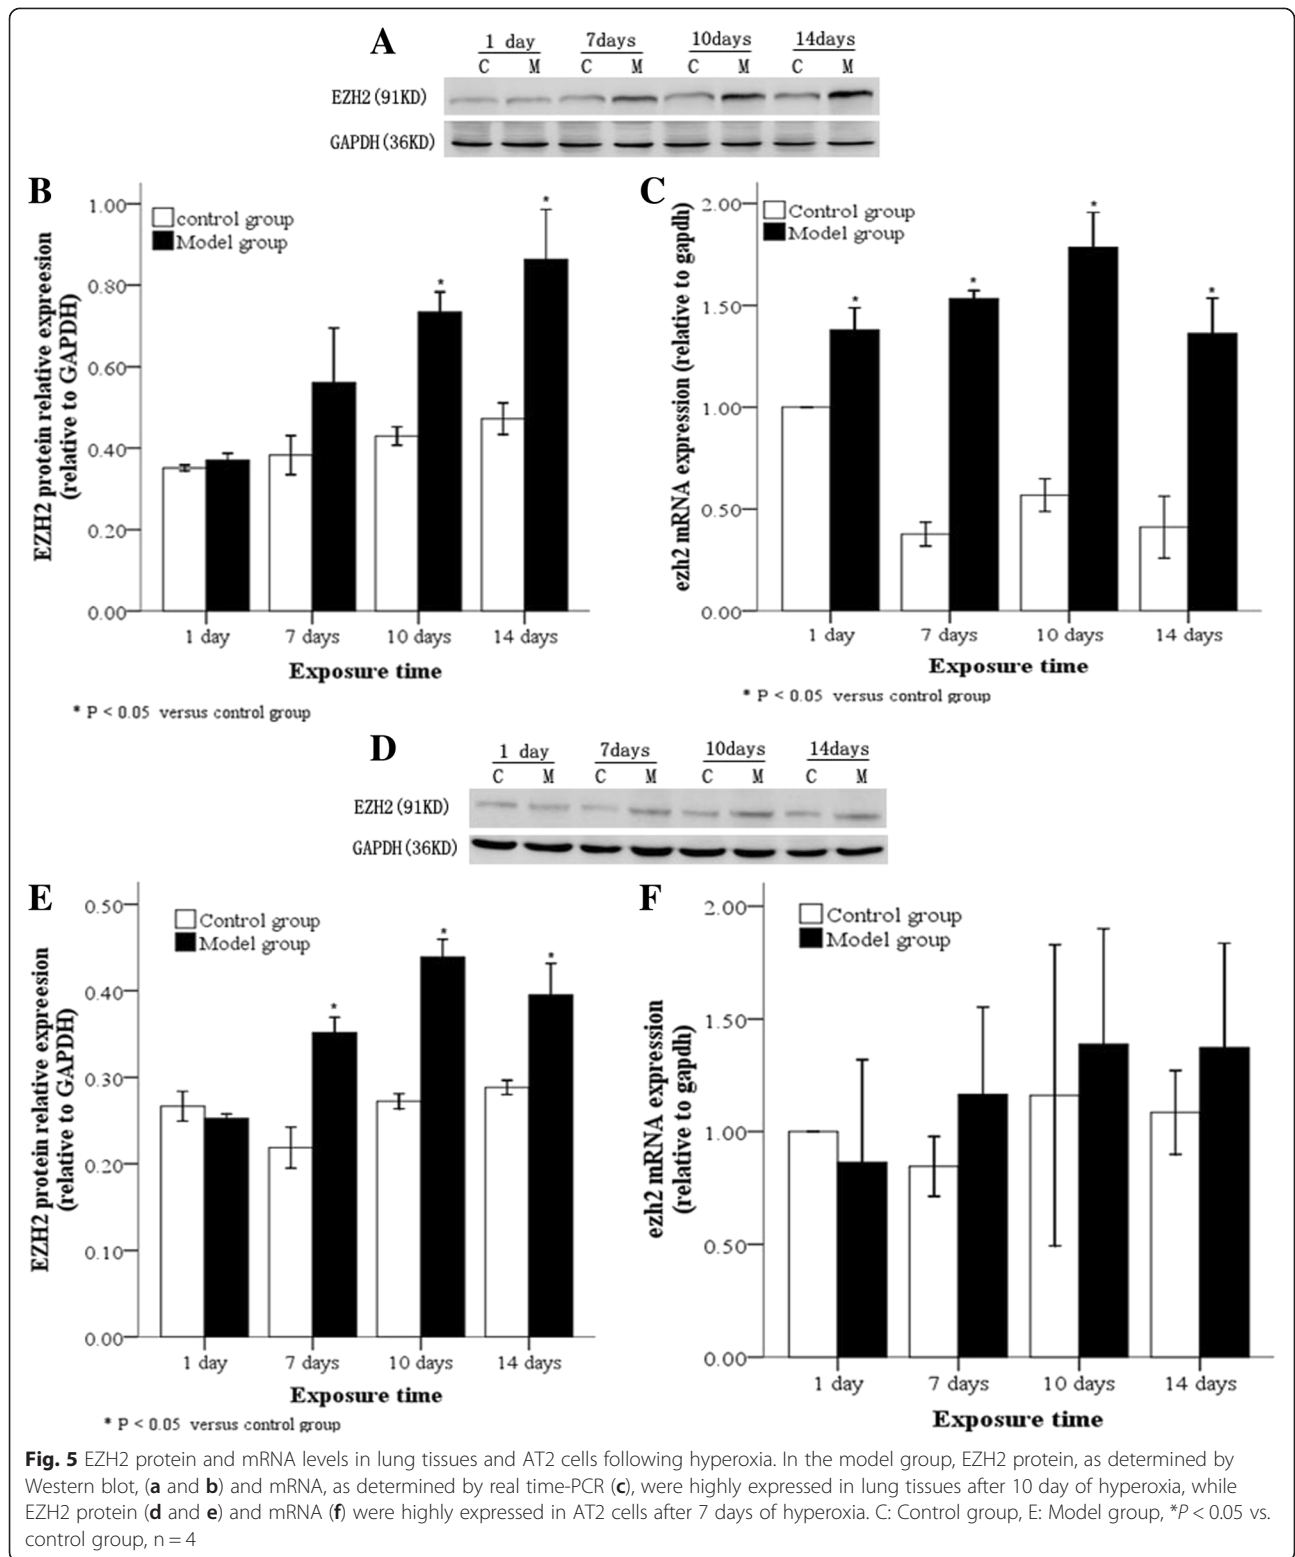 A
1 day 7days 10days 14days
C M C M C M C M
EZH2(91KD)
GAPDH(36KD)
B
EZH2 protein relative expreesion
(relative to GAPDH)
1.00
0.80
0.60
0.40
0.20
0.00
control group
Model group
*
*
1 day 7 days 10 days 14 days
Exposure time
* P < 0.05 versus control group
C
ezh2 mRNA expression (relative to gapdh)
2.00
1.50
1.00
0.50
0.00
Control group
Model group
*
*
*
*
1 day 7 days 10 days 14 days
Exposure time
* P < 0.05 versus control group
D
1 day 7days 10days 14days
C M C M C M C M
EZH2(91KD)
GAPDH(36KD)
E
EZH2 protein relative expreesion
(relative to GAPDH)
0.50
0.40
0.30
0.20
0.10
0.00
Control group
Model group
*
*
*
1 day 7 days 10 days 14 days
Exposure time
* P < 0.05 versus control group
F
ezh2 mRNA expression
(relative to gapdh)
2.00
1.50
1.00
0.50
0.00
Control group
Model group
1 day 7 days 10 days 14 days
Exposure time
Fig. 5 EZH2 protein and mRNA levels in lung tissues and AT2 cells following hyperoxia. In the model group, EZH2 protein, as determined by
Western blot, (a and b) and mRNA, as determined by real time-PCR (c), were highly expressed in lung tissues after 10 day of hyperoxia, while
EZH2 protein (d and e) and mRNA (f) were highly expressed in AT2 cells after 7 days of hyperoxia. C: Control group, E: Model group, *P < 0.05 vs.
control group, n = 4